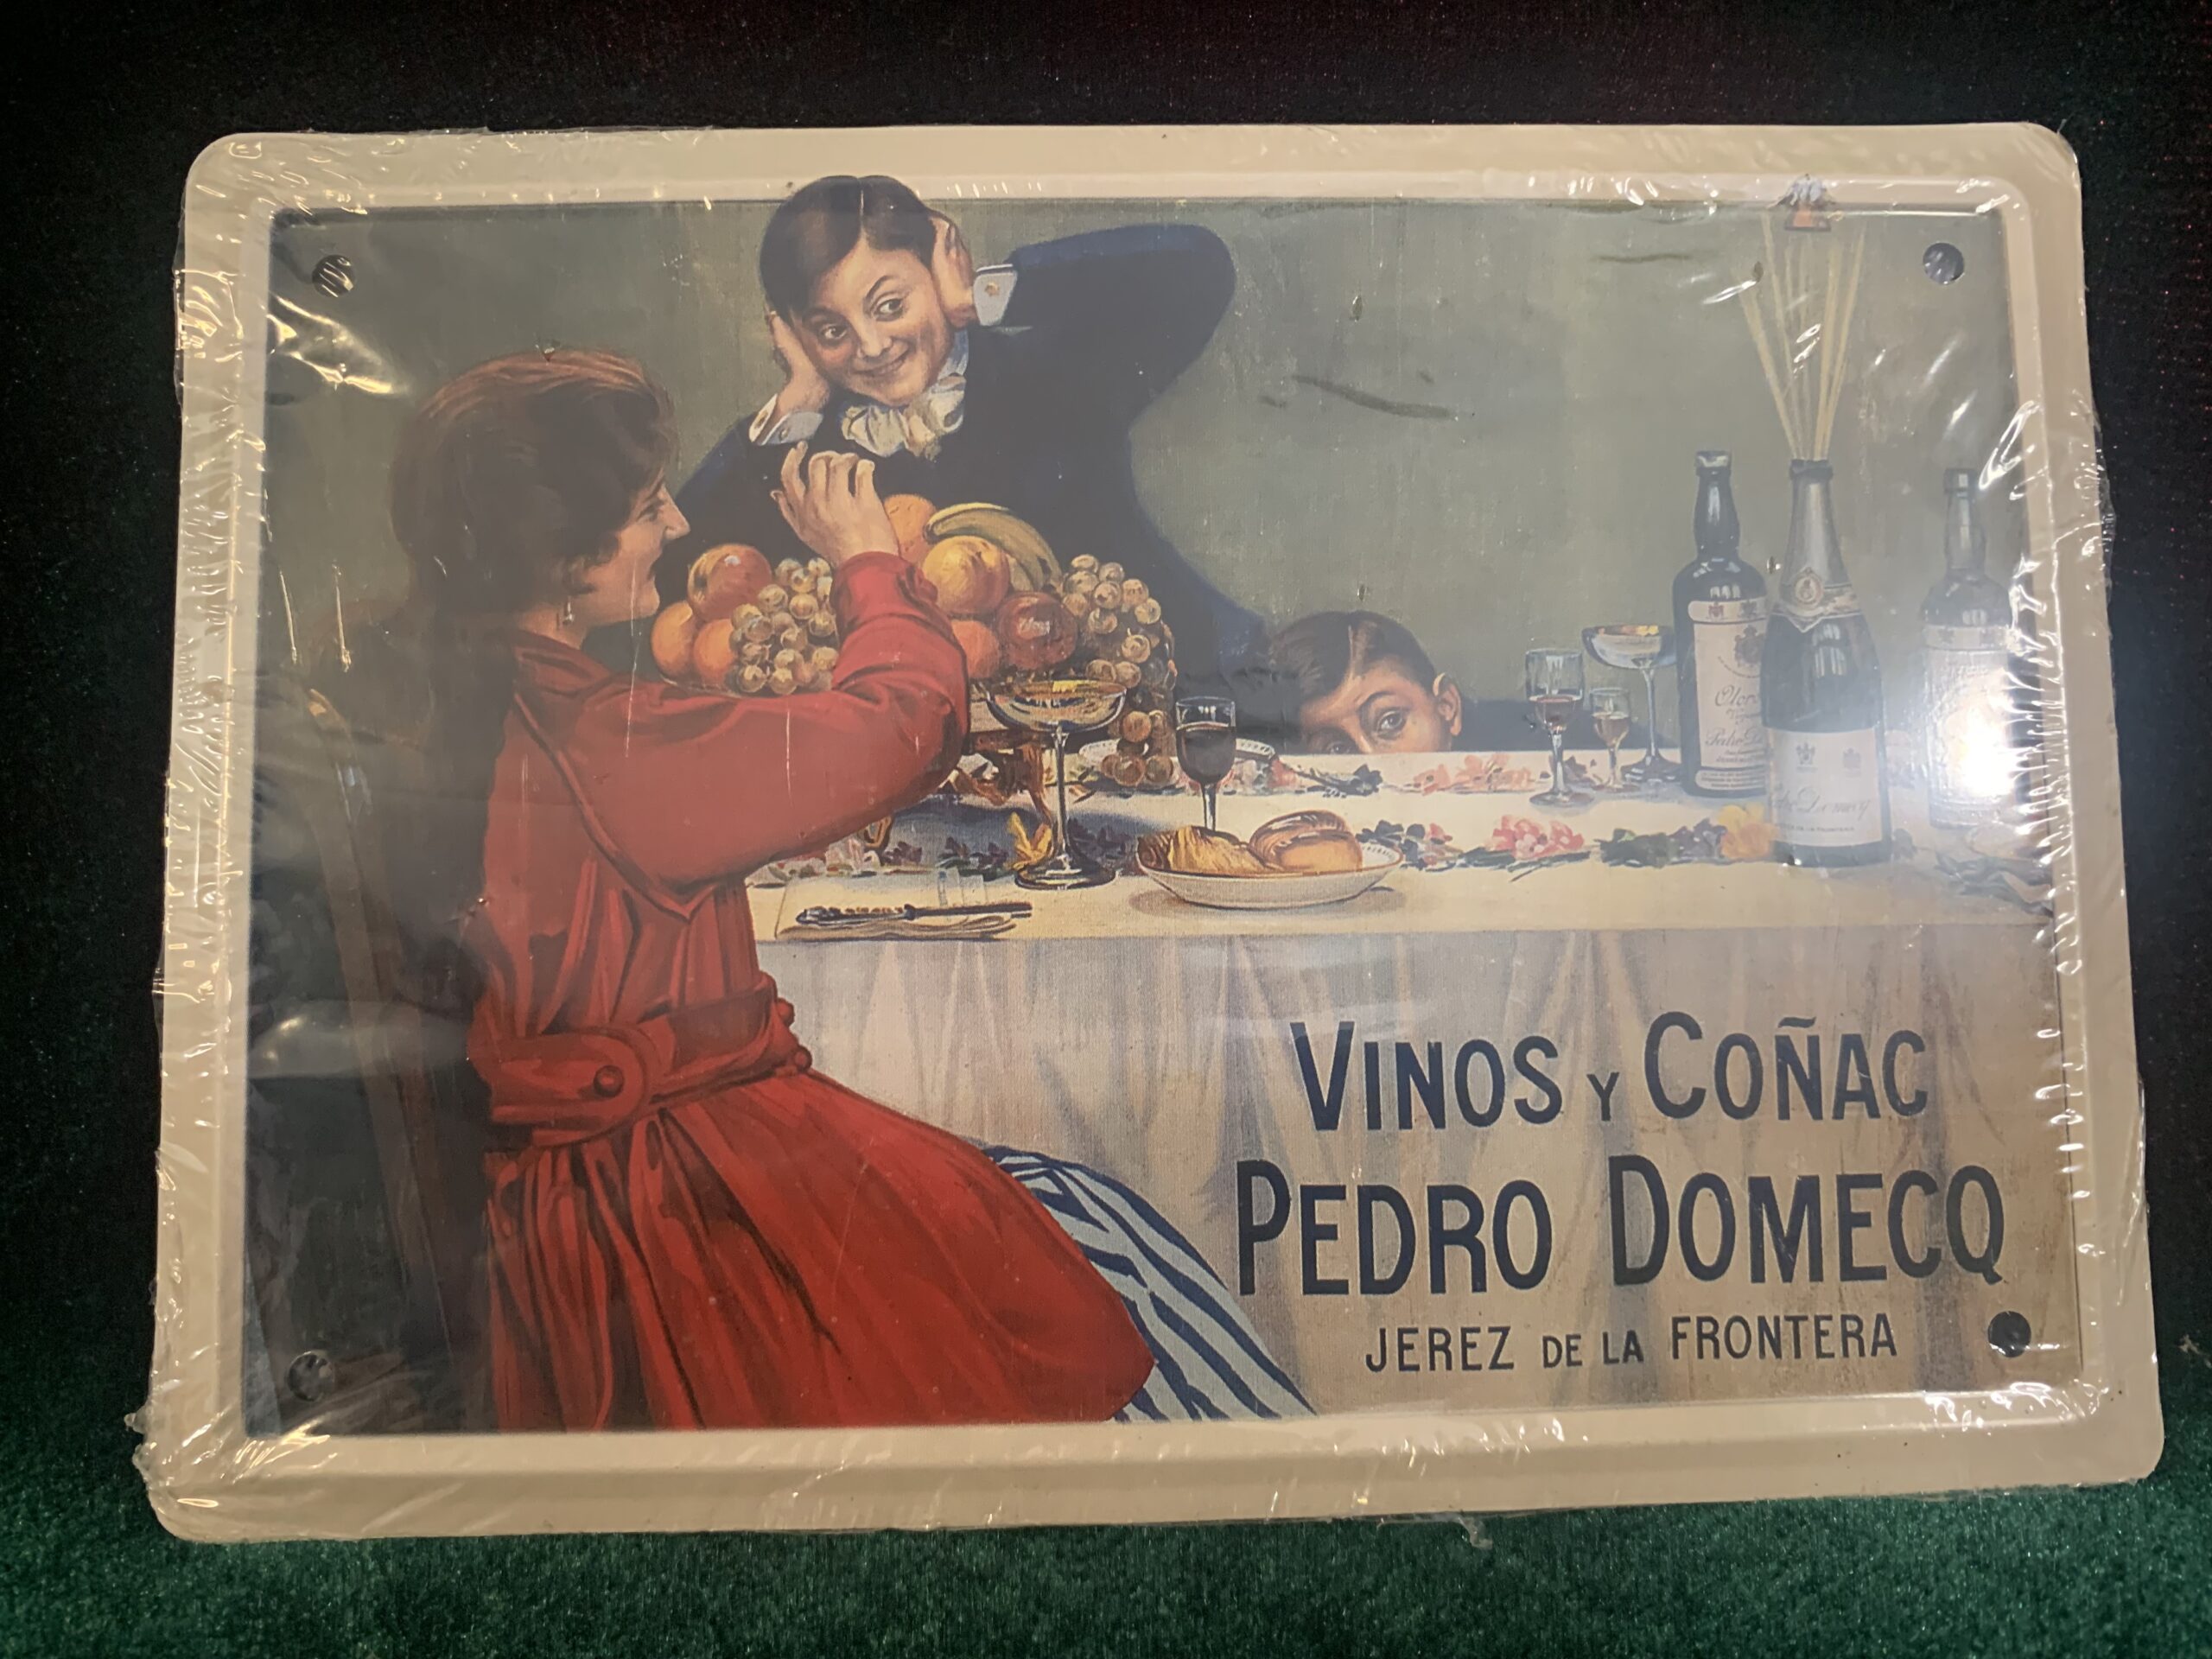 VINOS Y COÑAC
PEDRO DOMECQ
JEREZ DE LA FRONTERA